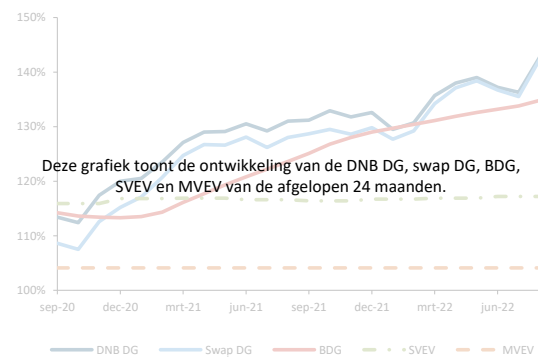 150%
140%
130%
Deze grafiek toont de ontwikkeling van de DNB DG, swap DG, BDG,
120%
SVEV en MVEV van de afgelopen 24 maanden.
110%
100%
sep-20 dec-20 mrt-21 jun-21 sep-21 dec-21 mrt-22 jun-22
DNB DG Swap DG BDG SVEV MVEV